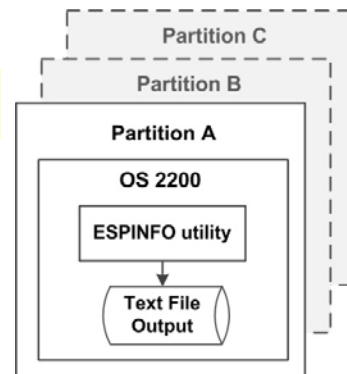 Partition C
Partition B
Partition A
OS 2200
ESPINFO utility
Text File
Output